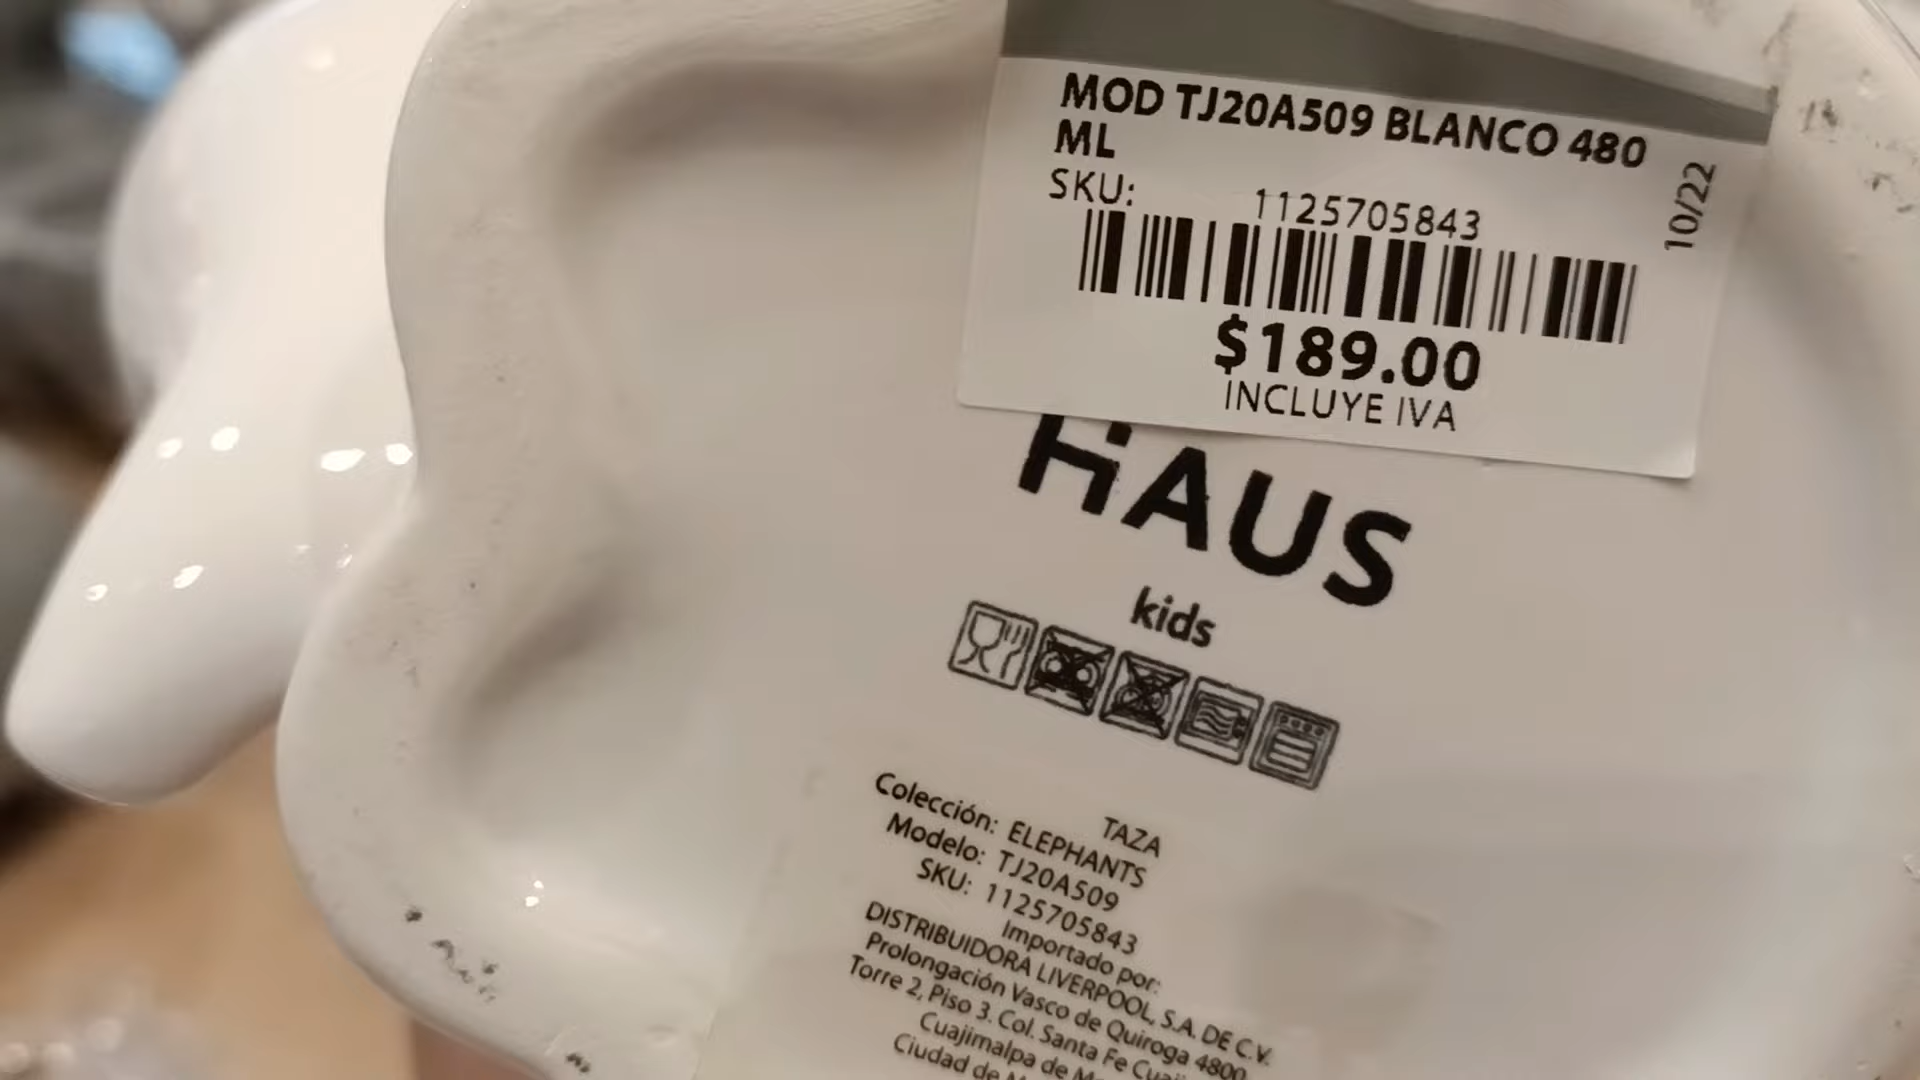 MOD TJ20A509 BLANCO 480
ML
10/22
SKU: 1125705843
$189.00
INCLUYE IVA
HAUS
kids
TAZA
Colección: ELEPHANTS
Modelo: TJ20A509
SKU: 1125705843
Importado por:
DISTRIBUIDORA LIVERPOOL, S.A. DE C.V.
Prolongación Vasco de Quiroga 4800
Torre 2, Piso 3. Col. Santa Fe
Cuajimalpa de
Ciudad de